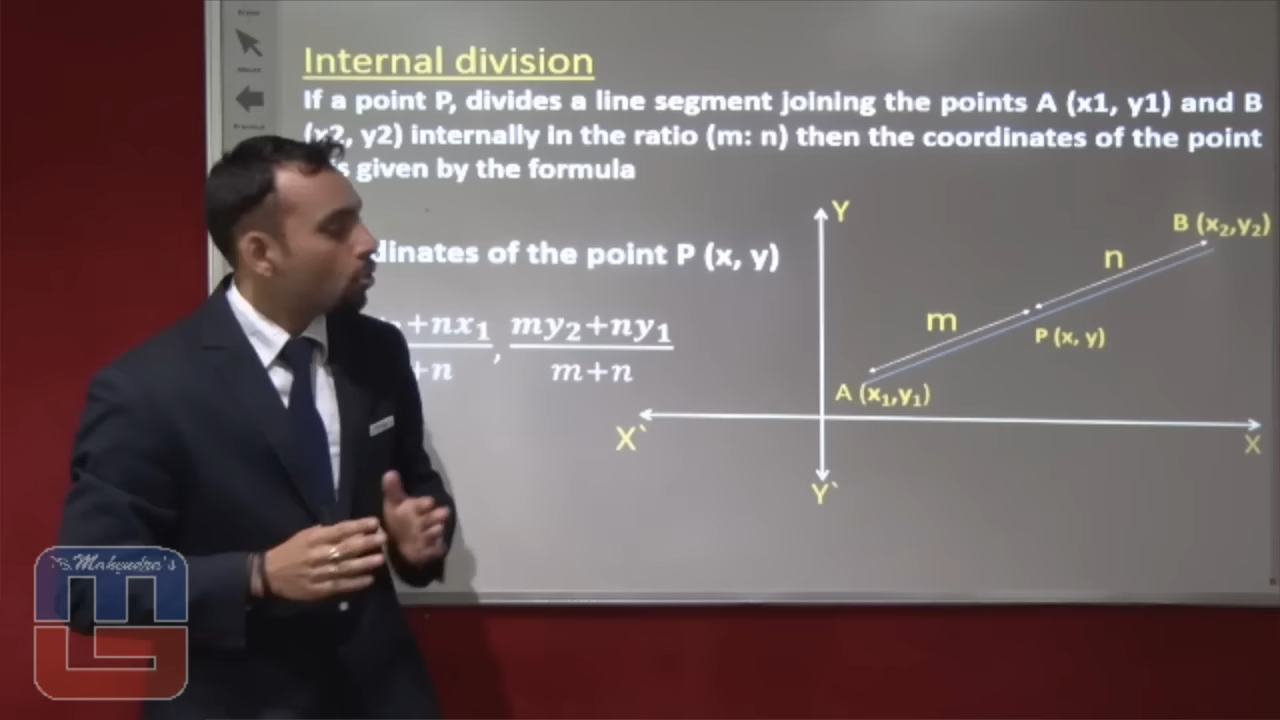 Internal division
If a point P, divides a line segment joining the points A (x1, y1) and B
(x2, y2) internally in the ratio (m: n) then the coordinates of the point
given by the formula
dinates of the point P (x, y)
+nx₁ / +n , my₂+ny₁ / m+n
Y
B (x₂,y₂)
n
m
P (x, y)
A (x₁,y₁)
X`
X
Y`
Mahendra's